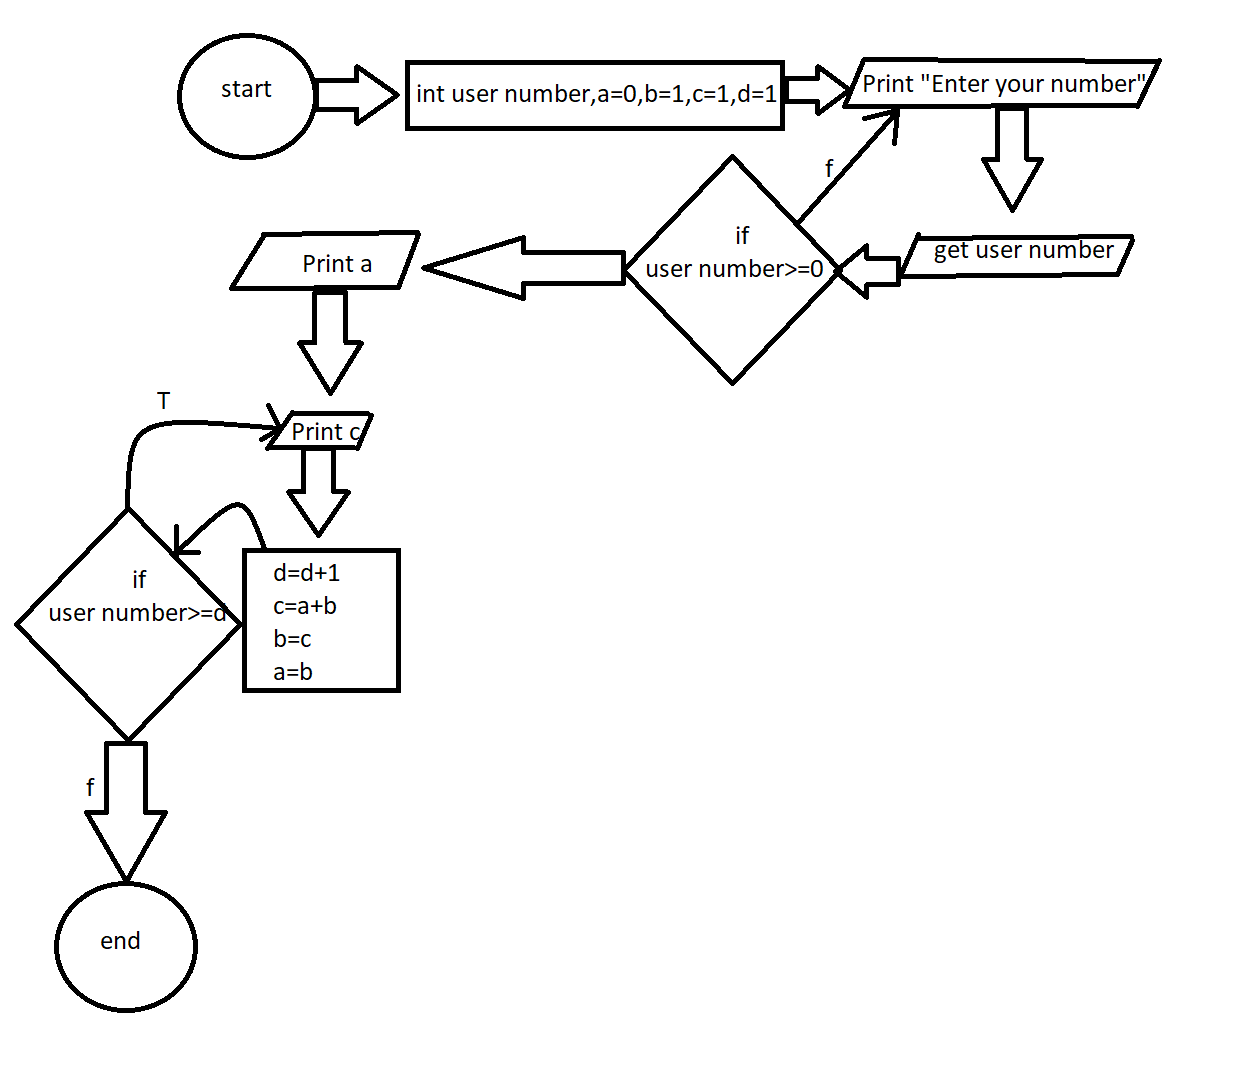 start
int user number,a=0,b=1,c=1,d=1
Print "Enter your number"
f
get user number
if
user number>=0
Print a
T
Print c
d=d+1
c=a+b
b=c
a=b
if
user number>=d
f
end